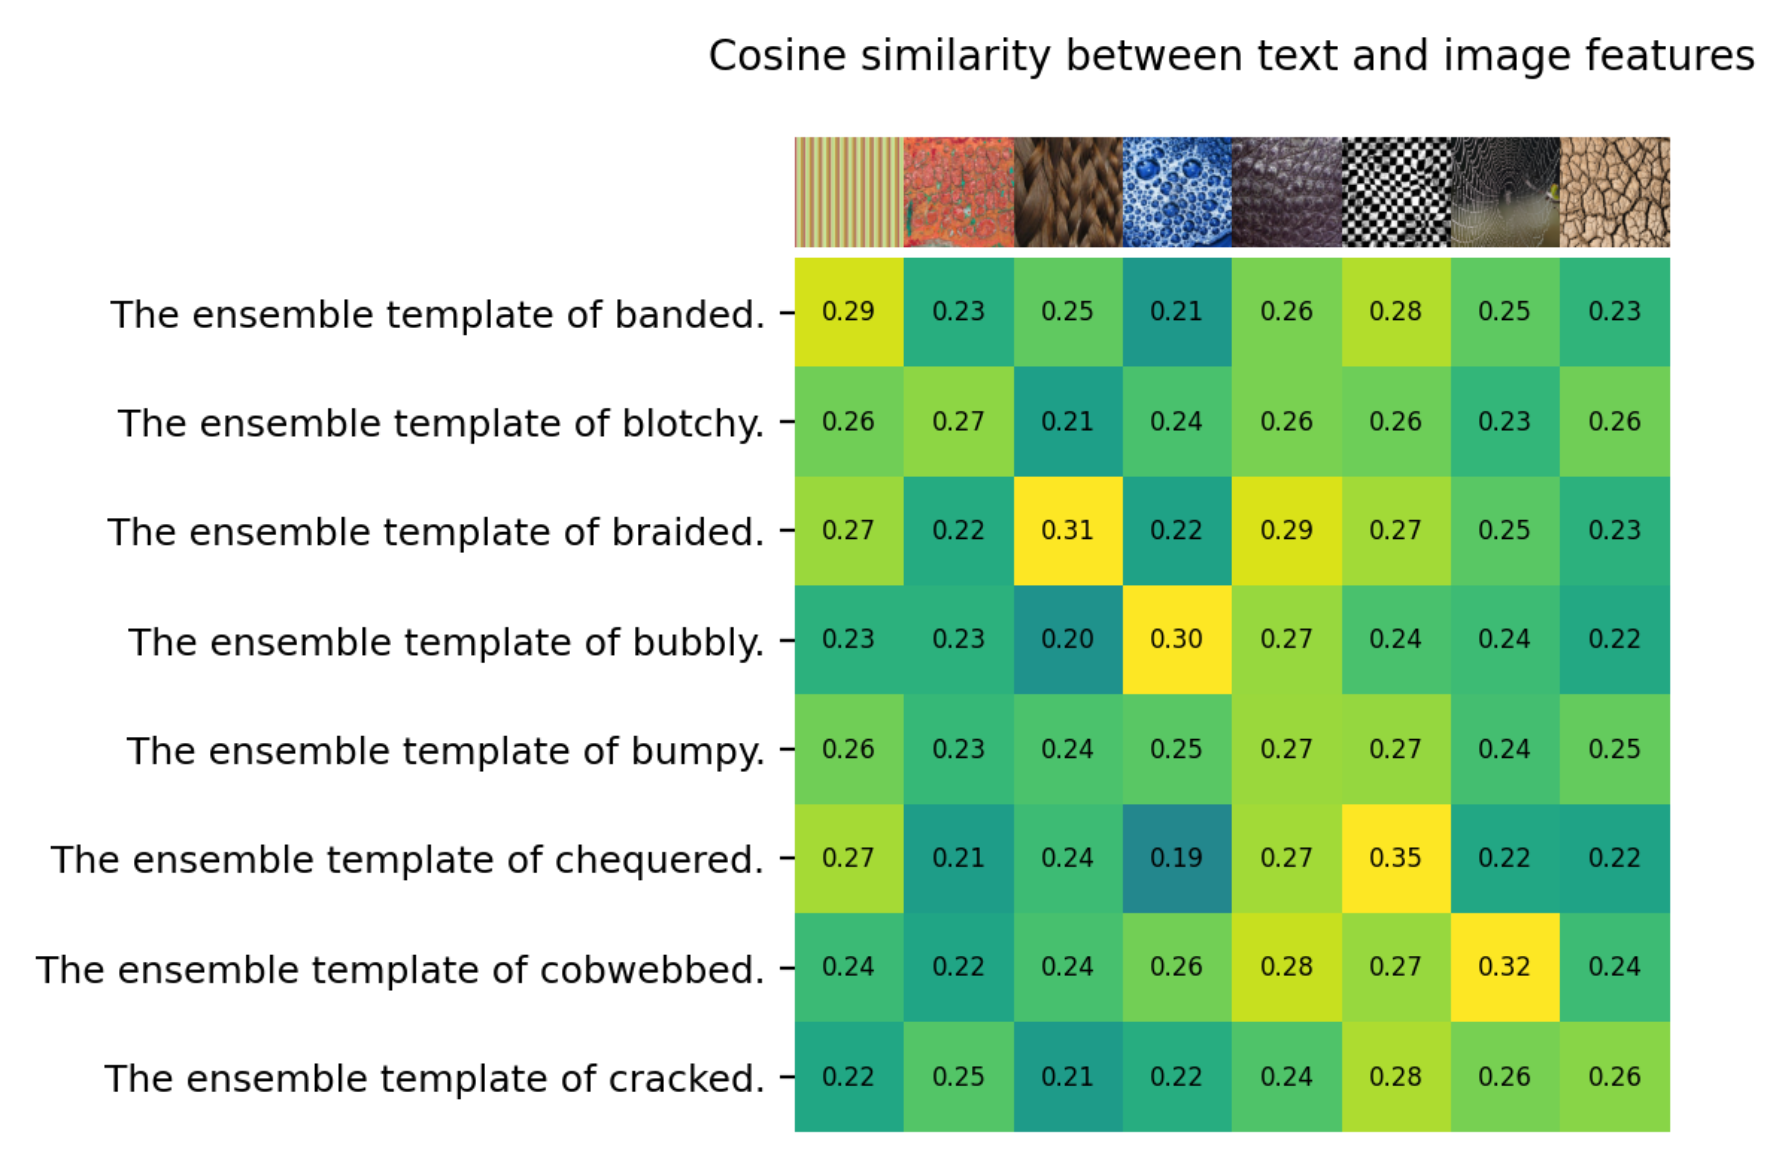 Cosine similarity between text and image features
The ensemble template of banded. 0.29 0.23 0.25 0.21 0.26 0.28 0.25 0.23
The ensemble template of blotchy. 0.26 0.27 0.21 0.24 0.26 0.26 0.23 0.26
The ensemble template of braided. 0.27 0.22 0.31 0.22 0.29 0.27 0.25 0.23
The ensemble template of bubbly. 0.23 0.23 0.20 0.30 0.27 0.24 0.24 0.22
The ensemble template of bumpy. 0.26 0.23 0.24 0.25 0.27 0.27 0.24 0.25
The ensemble template of chequered. 0.27 0.21 0.24 0.19 0.27 0.35 0.22 0.22
The ensemble template of cobwebbed. 0.24 0.22 0.24 0.26 0.28 0.27 0.32 0.24
The ensemble template of cracked. 0.22 0.25 0.21 0.22 0.24 0.28 0.26 0.26